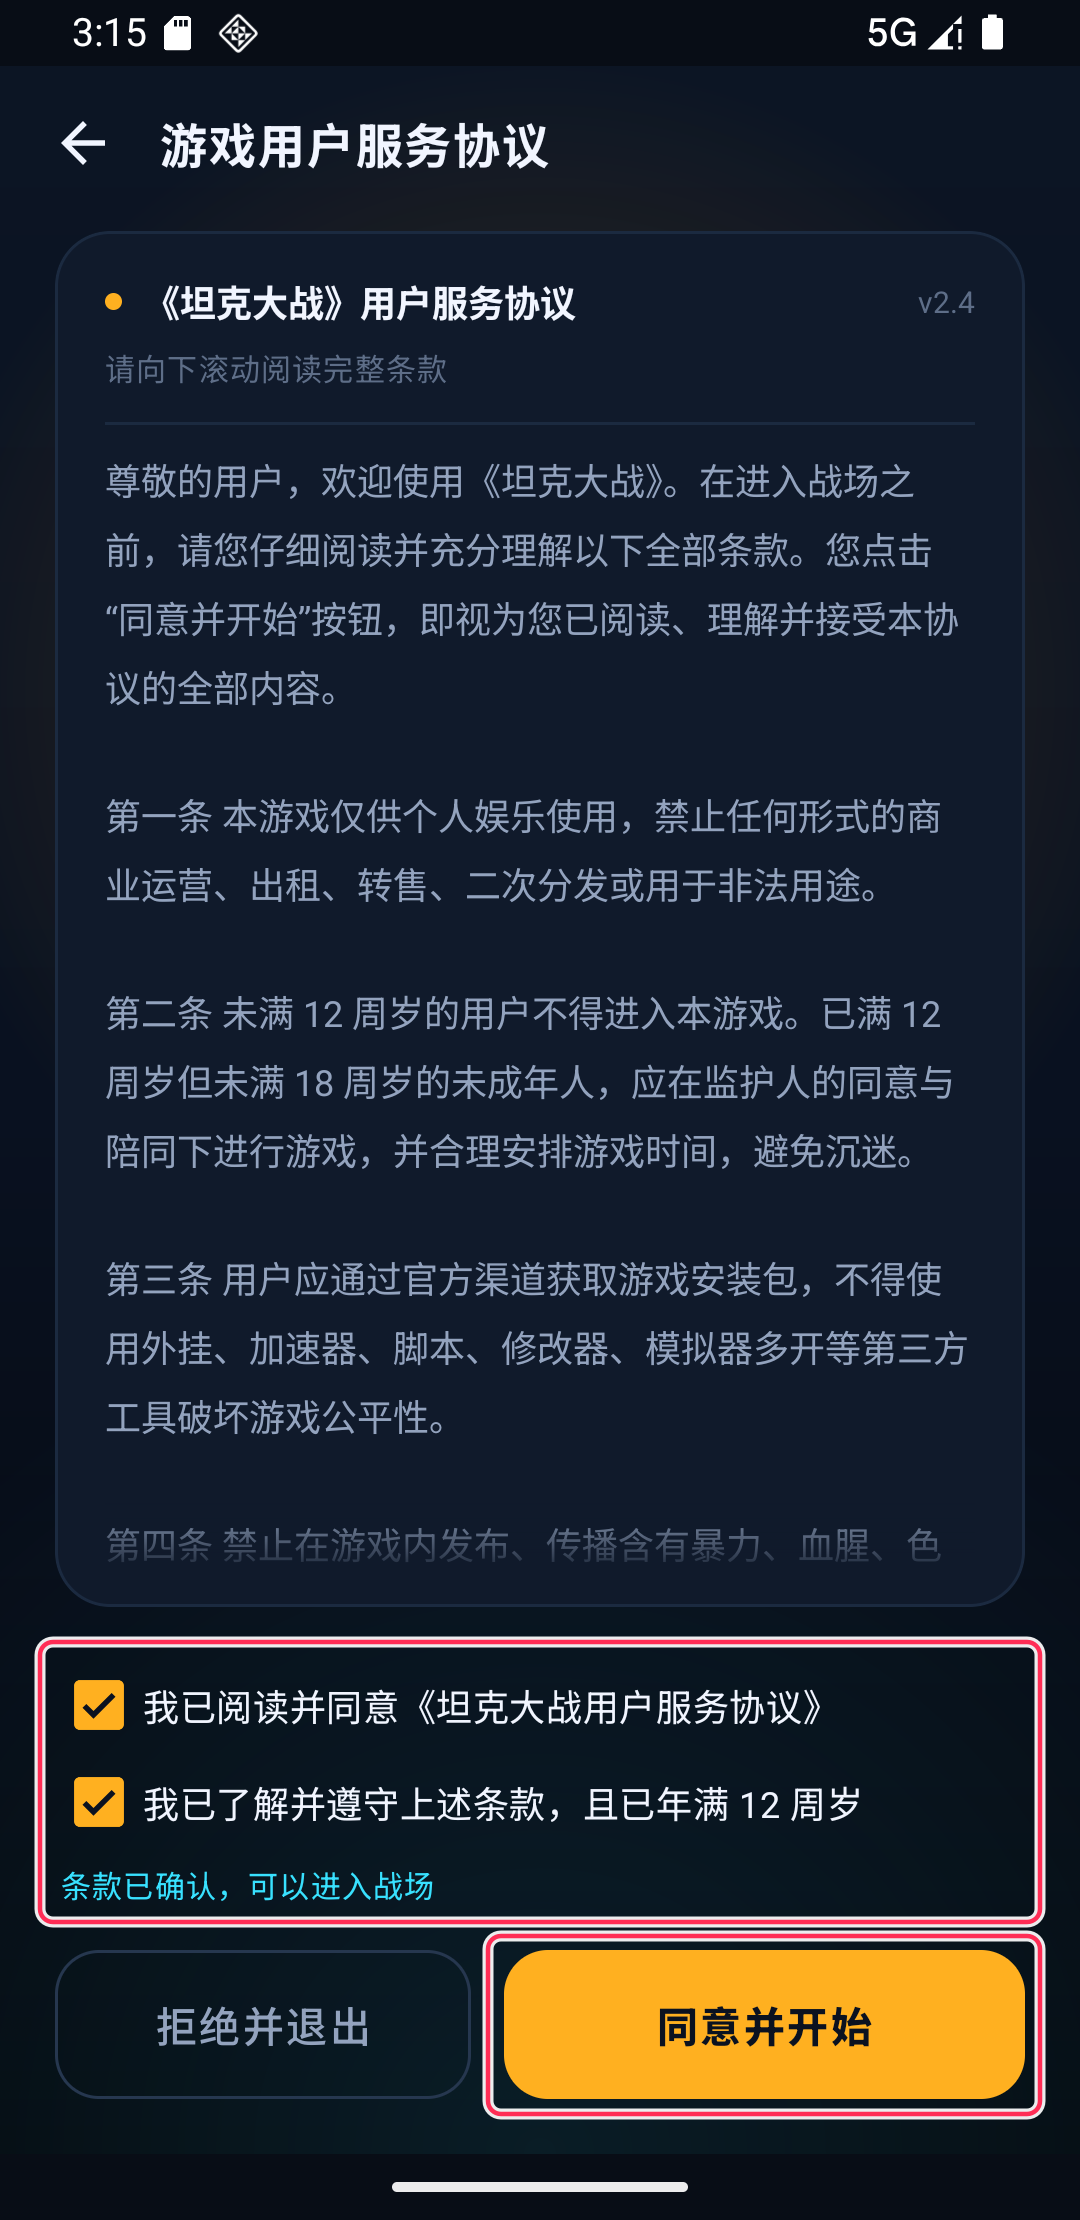 3:15
5G
游戏用户服务协议
《坦克大战》用户服务协议
v2.4
请向下滚动阅读完整条款
尊敬的用户，欢迎使用《坦克大战》。在进入战场之
前，请您仔细阅读并充分理解以下全部条款。您点击
“同意并开始”按钮，即视为您已阅读、理解并接受本协
议的全部内容。
第一条 本游戏仅供个人娱乐使用，禁止任何形式的商
业运营、出租、转售、二次分发或用于非法用途。
第二条 未满 12 周岁的用户不得进入本游戏。已满 12
周岁但未满 18 周岁的未成年人，应在监护人的同意与
陪同下进行游戏，并合理安排游戏时间，避免沉迷。
第三条 用户应通过官方渠道获取游戏安装包，不得使
用外挂、加速器、脚本、修改器、模拟器多开等第三方
工具破坏游戏公平性。
第四条 禁止在游戏内发布、传播含有暴力、血腥、色
我已阅读并同意《坦克大战用户服务协议》
我已了解并遵守上述条款，且已年满 12 周岁
条款已确认，可以进入战场
拒绝并退出
同意并开始